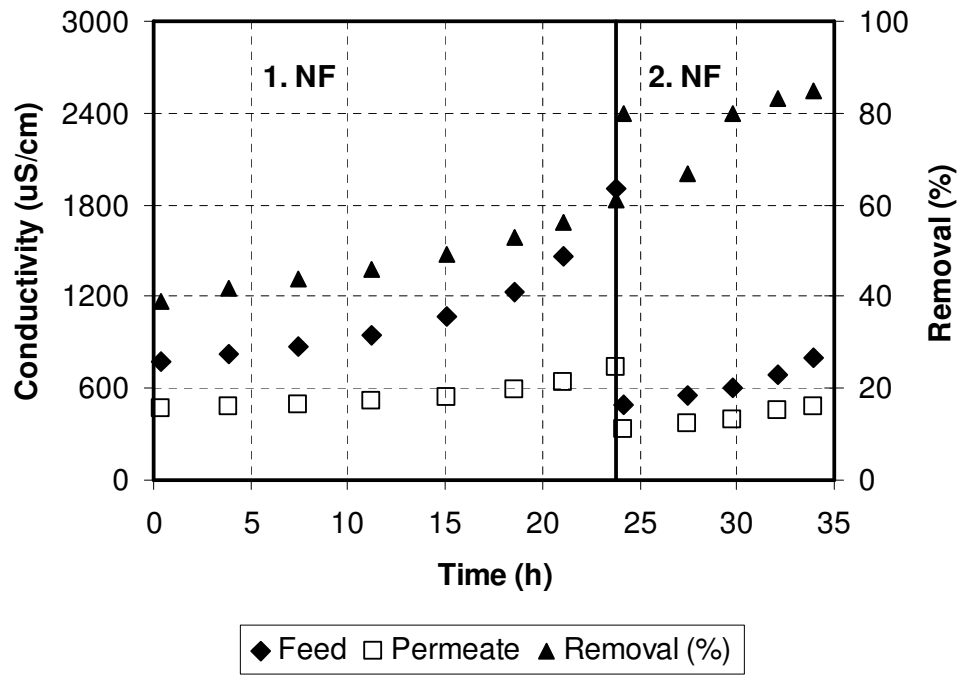 3000
2400
1800
1200
600
0
Conductivity (uS/cm)
1. NF
2. NF
100
80
60
40
20
0
Removal (%)
0 5 10 15 20 25 30 35
Time (h)
Feed Permeate Removal (%)